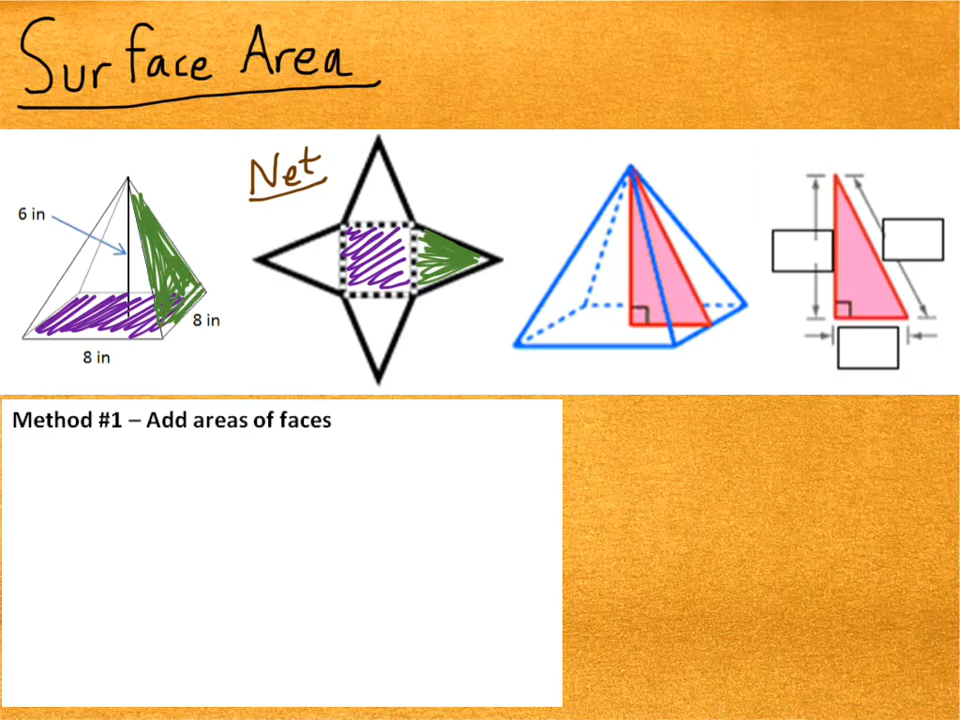 Surface Area
Net
6 in
8 in
8 in
Method #1 – Add areas of faces